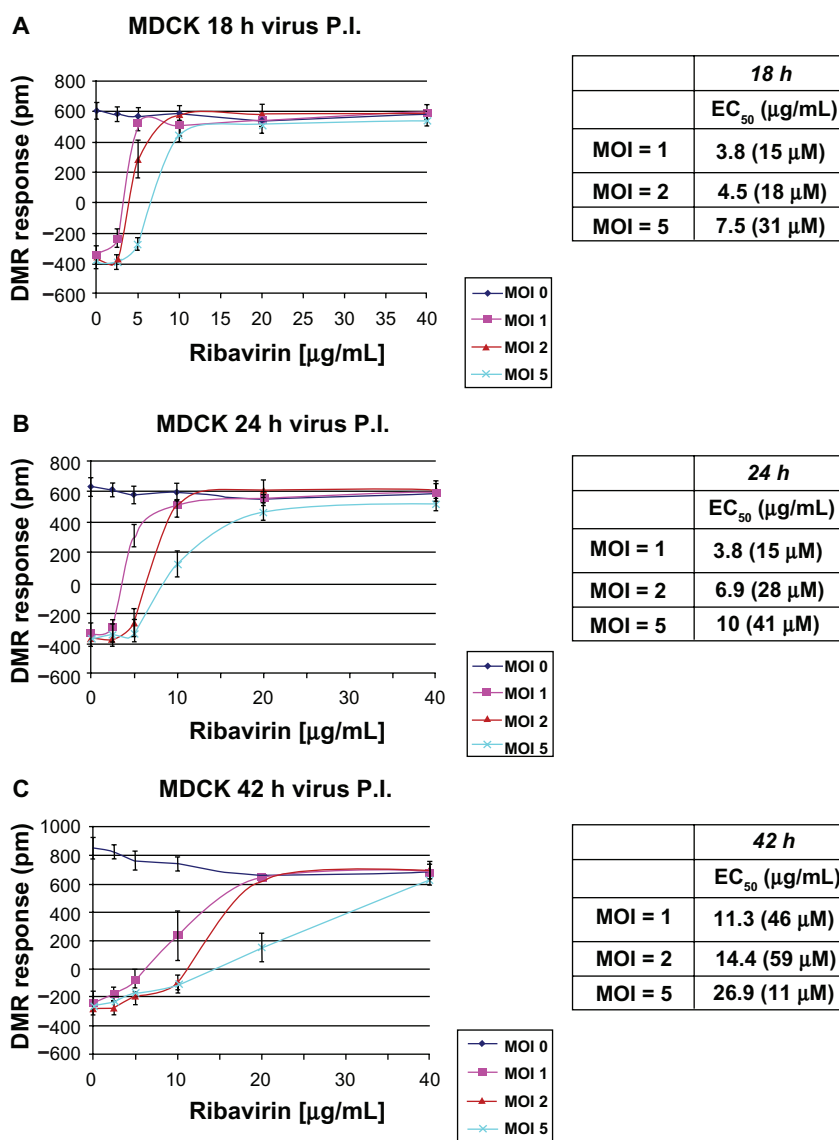 A MDCK 18 h virus P.I.
DMR response (pm)
800
600
400
200
0
−200
−400
−600
0 5 10 15 20 25 30 35 40
Ribavirin [µg/mL]
MOI 0
MOI 1
MOI 2
MOI 5
18 h
EC50 (µg/mL)
MOI = 1 3.8 (15 µM)
MOI = 2 4.5 (18 µM)
MOI = 5 7.5 (31 µM)
B MDCK 24 h virus P.I.
DMR response (pm)
800
600
400
200
0
−200
−400
−600
0 10 20 30 40
Ribavirin [µg/mL]
MOI 0
MOI 1
MOI 2
MOI 5
24 h
EC50 (µg/mL)
MOI = 1 3.8 (15 µM)
MOI = 2 6.9 (28 µM)
MOI = 5 10 (41 µM)
C MDCK 42 h virus P.I.
DMR response (pm)
1000
800
600
400
200
0
−200
−400
−600
0 10 20 30 40
Ribavirin [µg/mL]
MOI 0
MOI 1
MOI 2
MOI 5
42 h
EC50 (µg/mL)
MOI = 1 11.3 (46 µM)
MOI = 2 14.4 (59 µM)
MOI = 5 26.9 (11 µM)